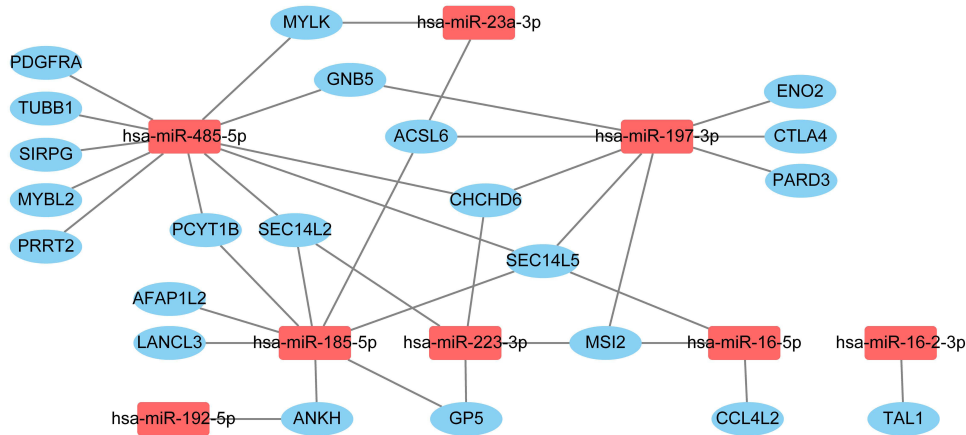 MYLK
hsa-miR-23a-3p
PDGFRA
GNB5
ENO2
TUBB1
hsa-miR-485-5p
ACSL6
hsa-miR-197-3p
CTLA4
SIRPG
PARD3
MYBL2
CHCHD6
PRRT2
PCYT1B
SEC14L2
SEC14L5
AFAP1L2
LANCL3
hsa-miR-185-5p
hsa-miR-223-3p
MSI2
hsa-miR-16-5p
hsa-miR-16-2-3p
hsa-miR-192-5p
ANKH
GP5
CCL4L2
TAL1